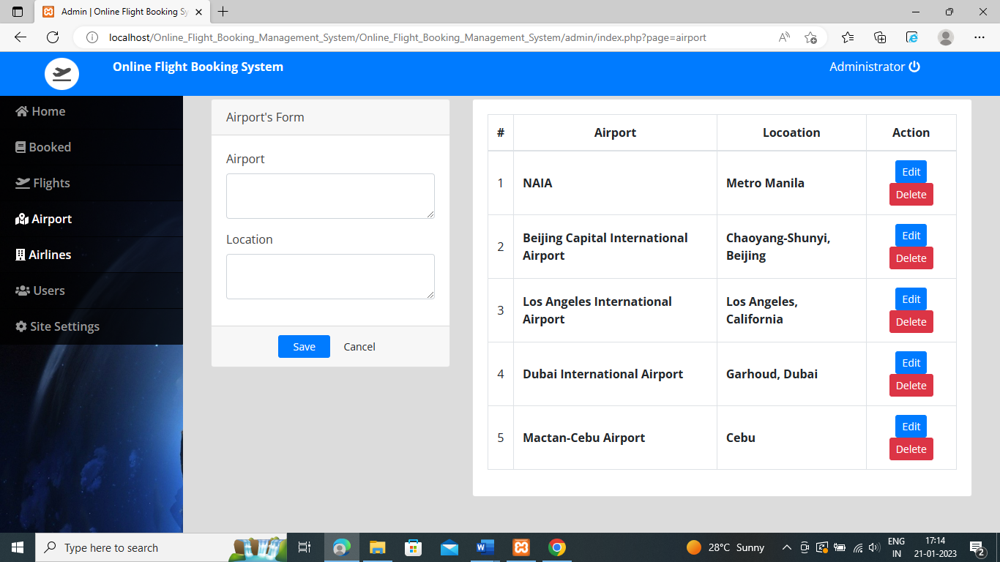 Admin | Online Flight Booking Sy
localhost/Online_Flight_Booking_Management_System/Online_Flight_Booking_Management_System/admin/index.php?page=airport
Online Flight Booking System
Administrator
Home
Booked
Flights
Airport
Airlines
Users
Site Settings
Airport's Form
Airport
Location
Save Cancel
# Airport Locoation Action
1 NAIA Metro Manila Edit
Delete
2 Beijing Capital International Chaoyang-Shunyi, Edit
Airport Beijing Delete
3 Los Angeles International Los Angeles, Edit
Airport California Delete
4 Dubai International Airport Garhoud, Dubai Edit
Delete
5 Mactan-Cebu Airport Cebu Edit
Delete
Type here to search
28°C Sunny
ENG
IN
17:14
21-01-2023
2